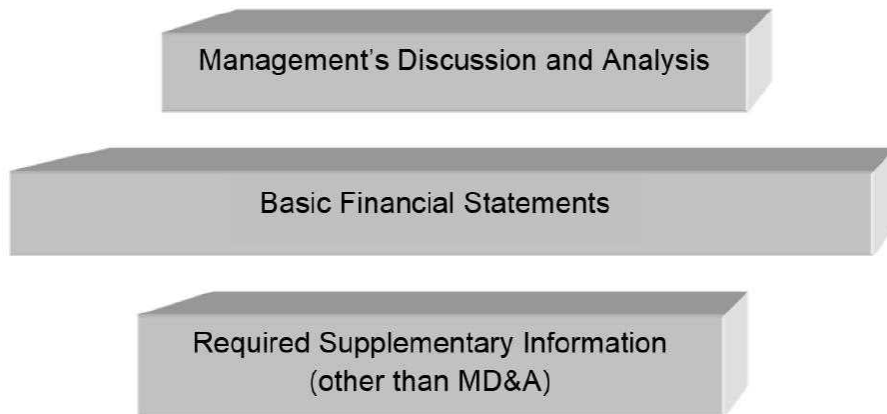 Management's Discussion and Analysis
Basic Financial Statements
Required Supplementary Information
(other than MD&A)